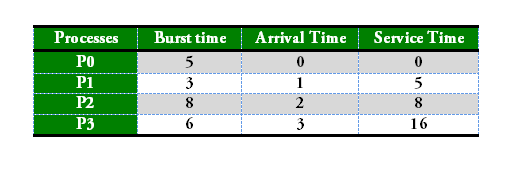 Processes Burst time Arrival Time Service Time
P0 5 0 0
P1 3 1 5
P2 8 2 8
P3 6 3 16